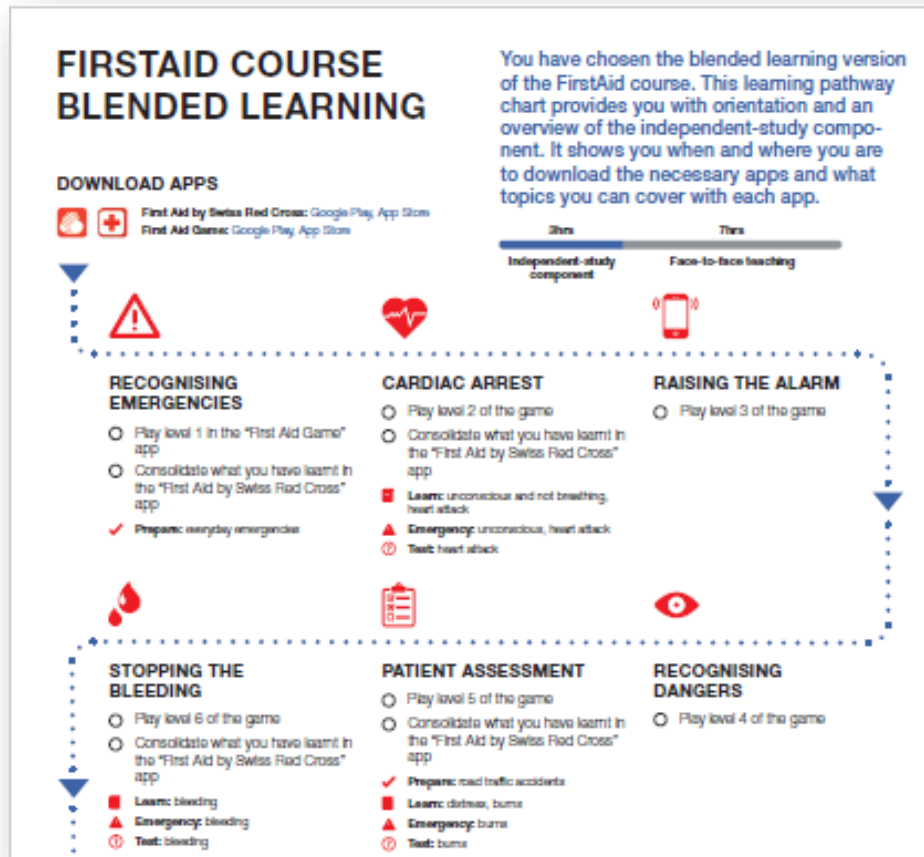 FIRSTAID COURSE
BLENDED LEARNING
You have chosen the blended learning version
of the FirstAid course. This learning pathway
chart provides you with orientation and an
overview of the independent-study compo-
nent. It shows you when and where you are
to download the necessary apps and what
topics you can cover with each app.
DOWNLOAD APPS
First Aid by Swiss Red Cross: Google Play, App Store
First Aid Game: Google Play, App Store
3hrs
7hrs
Independent-study
component
Face-to-face teaching
RECOGNISING
EMERGENCIES
Play level 1 in the "First Aid Game"
app
Consolidate what you have learnt in
the "First Aid by Swiss Red Cross"
app
Prepare: everyday emergencies
CARDIAC ARREST
Play level 2 of the game
Consolidate what you have learnt in
the "First Aid by Swiss Red Cross"
app
Learn: unconscious and not breathing,
heart attack
Emergency: unconscious, heart attack
Test: heart attack
RAISING THE ALARM
Play level 3 of the game
STOPPING THE
BLEEDING
Play level 6 of the game
Consolidate what you have learnt in
the "First Aid by Swiss Red Cross"
app
Learn: bleeding
Emergency: bleeding
Test: bleeding
PATIENT ASSESSMENT
Play level 5 of the game
Consolidate what you have learnt in
the "First Aid by Swiss Red Cross"
app
Prepare: road traffic accidents
Learn: distress, burns
Emergency: burns
Test: burns
RECOGNISING
DANGERS
Play level 4 of the game